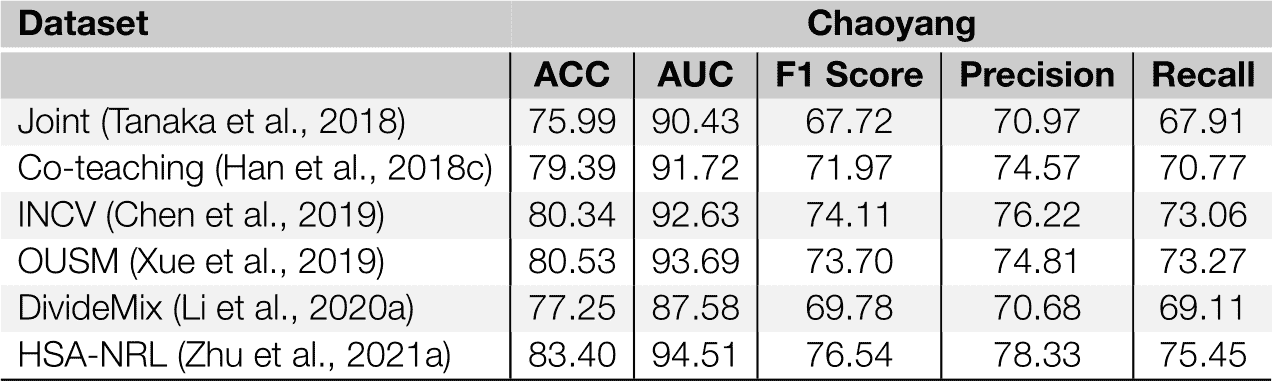 Dataset Chaoyang
ACC AUC F1 Score Precision Recall
Joint (Tanaka et al., 2018) 75.99 90.43 67.72 70.97 67.91
Co-teaching (Han et al., 2018c) 79.39 91.72 71.97 74.57 70.77
INCV (Chen et al., 2019) 80.34 92.63 74.11 76.22 73.06
OUSM (Xue et al., 2019) 80.53 93.69 73.70 74.81 73.27
DivideMix (Li et al., 2020a) 77.25 87.58 69.78 70.68 69.11
HSA-NRL (Zhu et al., 2021a) 83.40 94.51 76.54 78.33 75.45